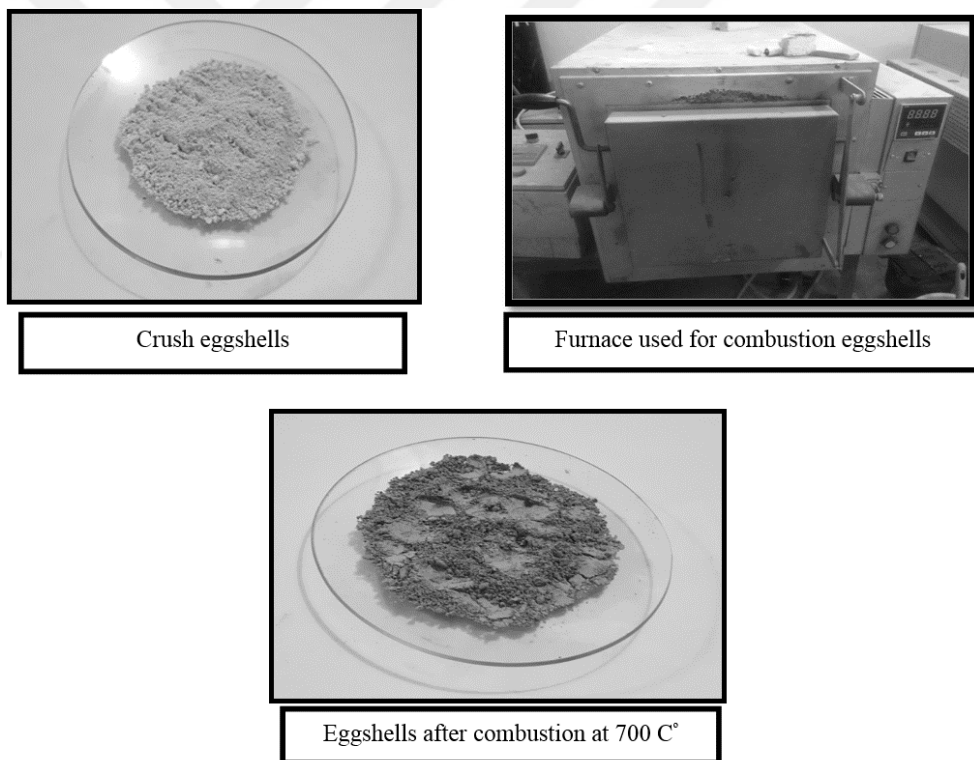 Crush eggshells
Furnace used for combustion eggshells
Eggshells after combustion at 700 C°